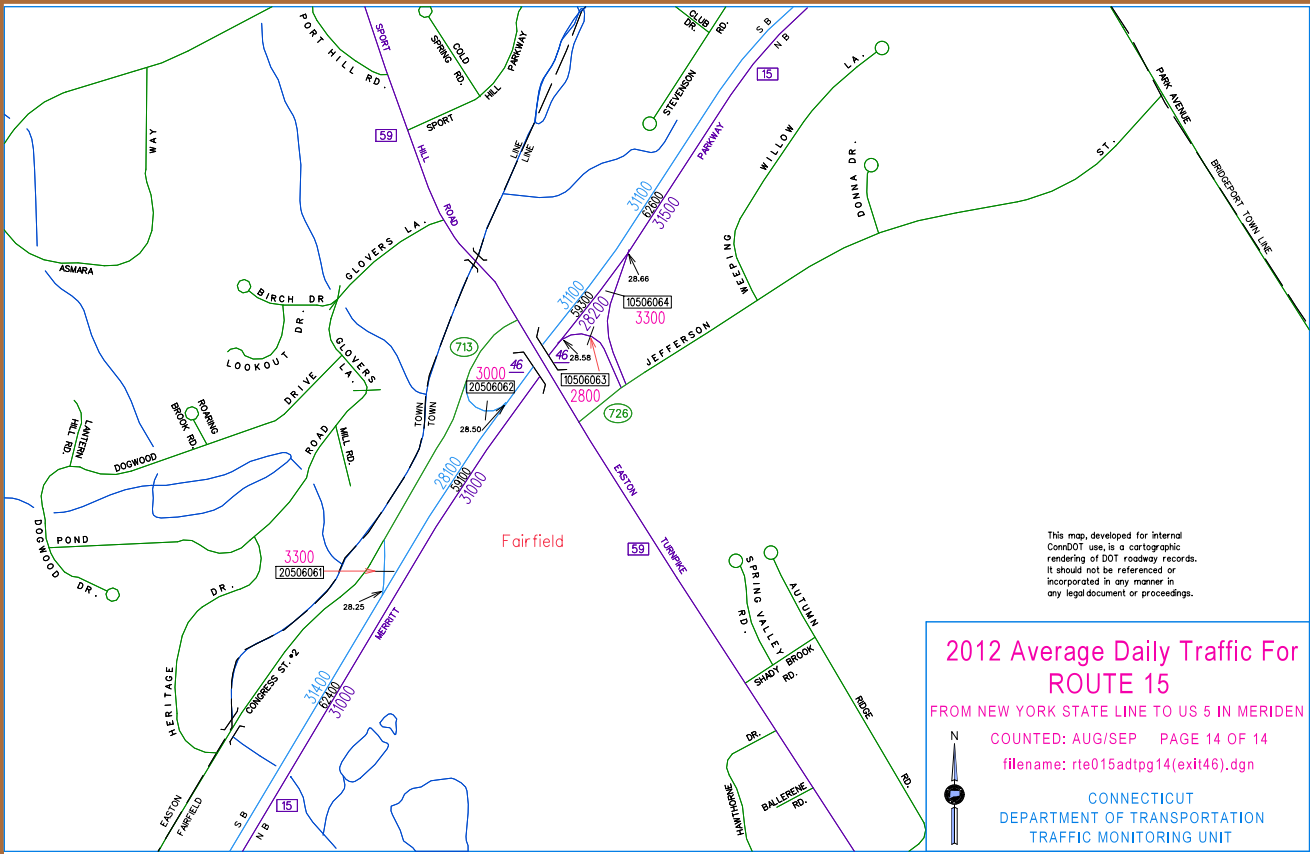 PORT HILL RD.
SPORT
HILL
ROAD
COLD
SPRING RD.
HILL PARKWAY
SPORT
CLUB
DR.
STEVENSON RD.
S B
N B
15
PARKWAY
59
WAY
ASMARA
LINE
LINE
WILLOW LA.
WEEPING
DONNA DR.
ST.
JEFFERSON
PARK AVENUE
BRIDGEPORT TOWN LINE
GLOVERS LA.
BIRCH DR
LOOKOUT DR.
GLOVERS
LA.
31100
62600
31500
28.66
31100
59300
28200
10506064
3300
713
46
3000
20506062
46
28.58
10506063
2800
726
28.50
DRIVE
DOGWOOD
ROARING
BROOK RD.
LANTERN
HILL RD.
ROAD
MILL RD.
TOWN
TOWN
28100
59100
31000
EASTON
TURNPIKE
59
Fairfield
DOGWOOD DR.
POND
DR.
HERITAGE
3300
20506061
28.25
MERRITT
CONGRESS ST. #2
31400
62400
31000
EASTON
FAIRFIELD
S B
N B
15
SPRING VALLEY
RD.
AUTUMN
RIDGE
RD.
SHADY BROOK
RD.
DR.
HAWTHORNE
BALLERENE
RD.
This map, developed for internal
ConnDOT use, is a cartographic
rendering of DOT roadway records.
It should not be referenced or
incorporated in any manner in
any legal document or proceedings.
2012 Average Daily Traffic For
ROUTE 15
FROM NEW YORK STATE LINE TO US 5 IN MERIDEN
N
COUNTED: AUG/SEP PAGE 14 OF 14
filename: rte015adtpg14(exit46).dgn
CONNECTICUT
DEPARTMENT OF TRANSPORTATION
TRAFFIC MONITORING UNIT